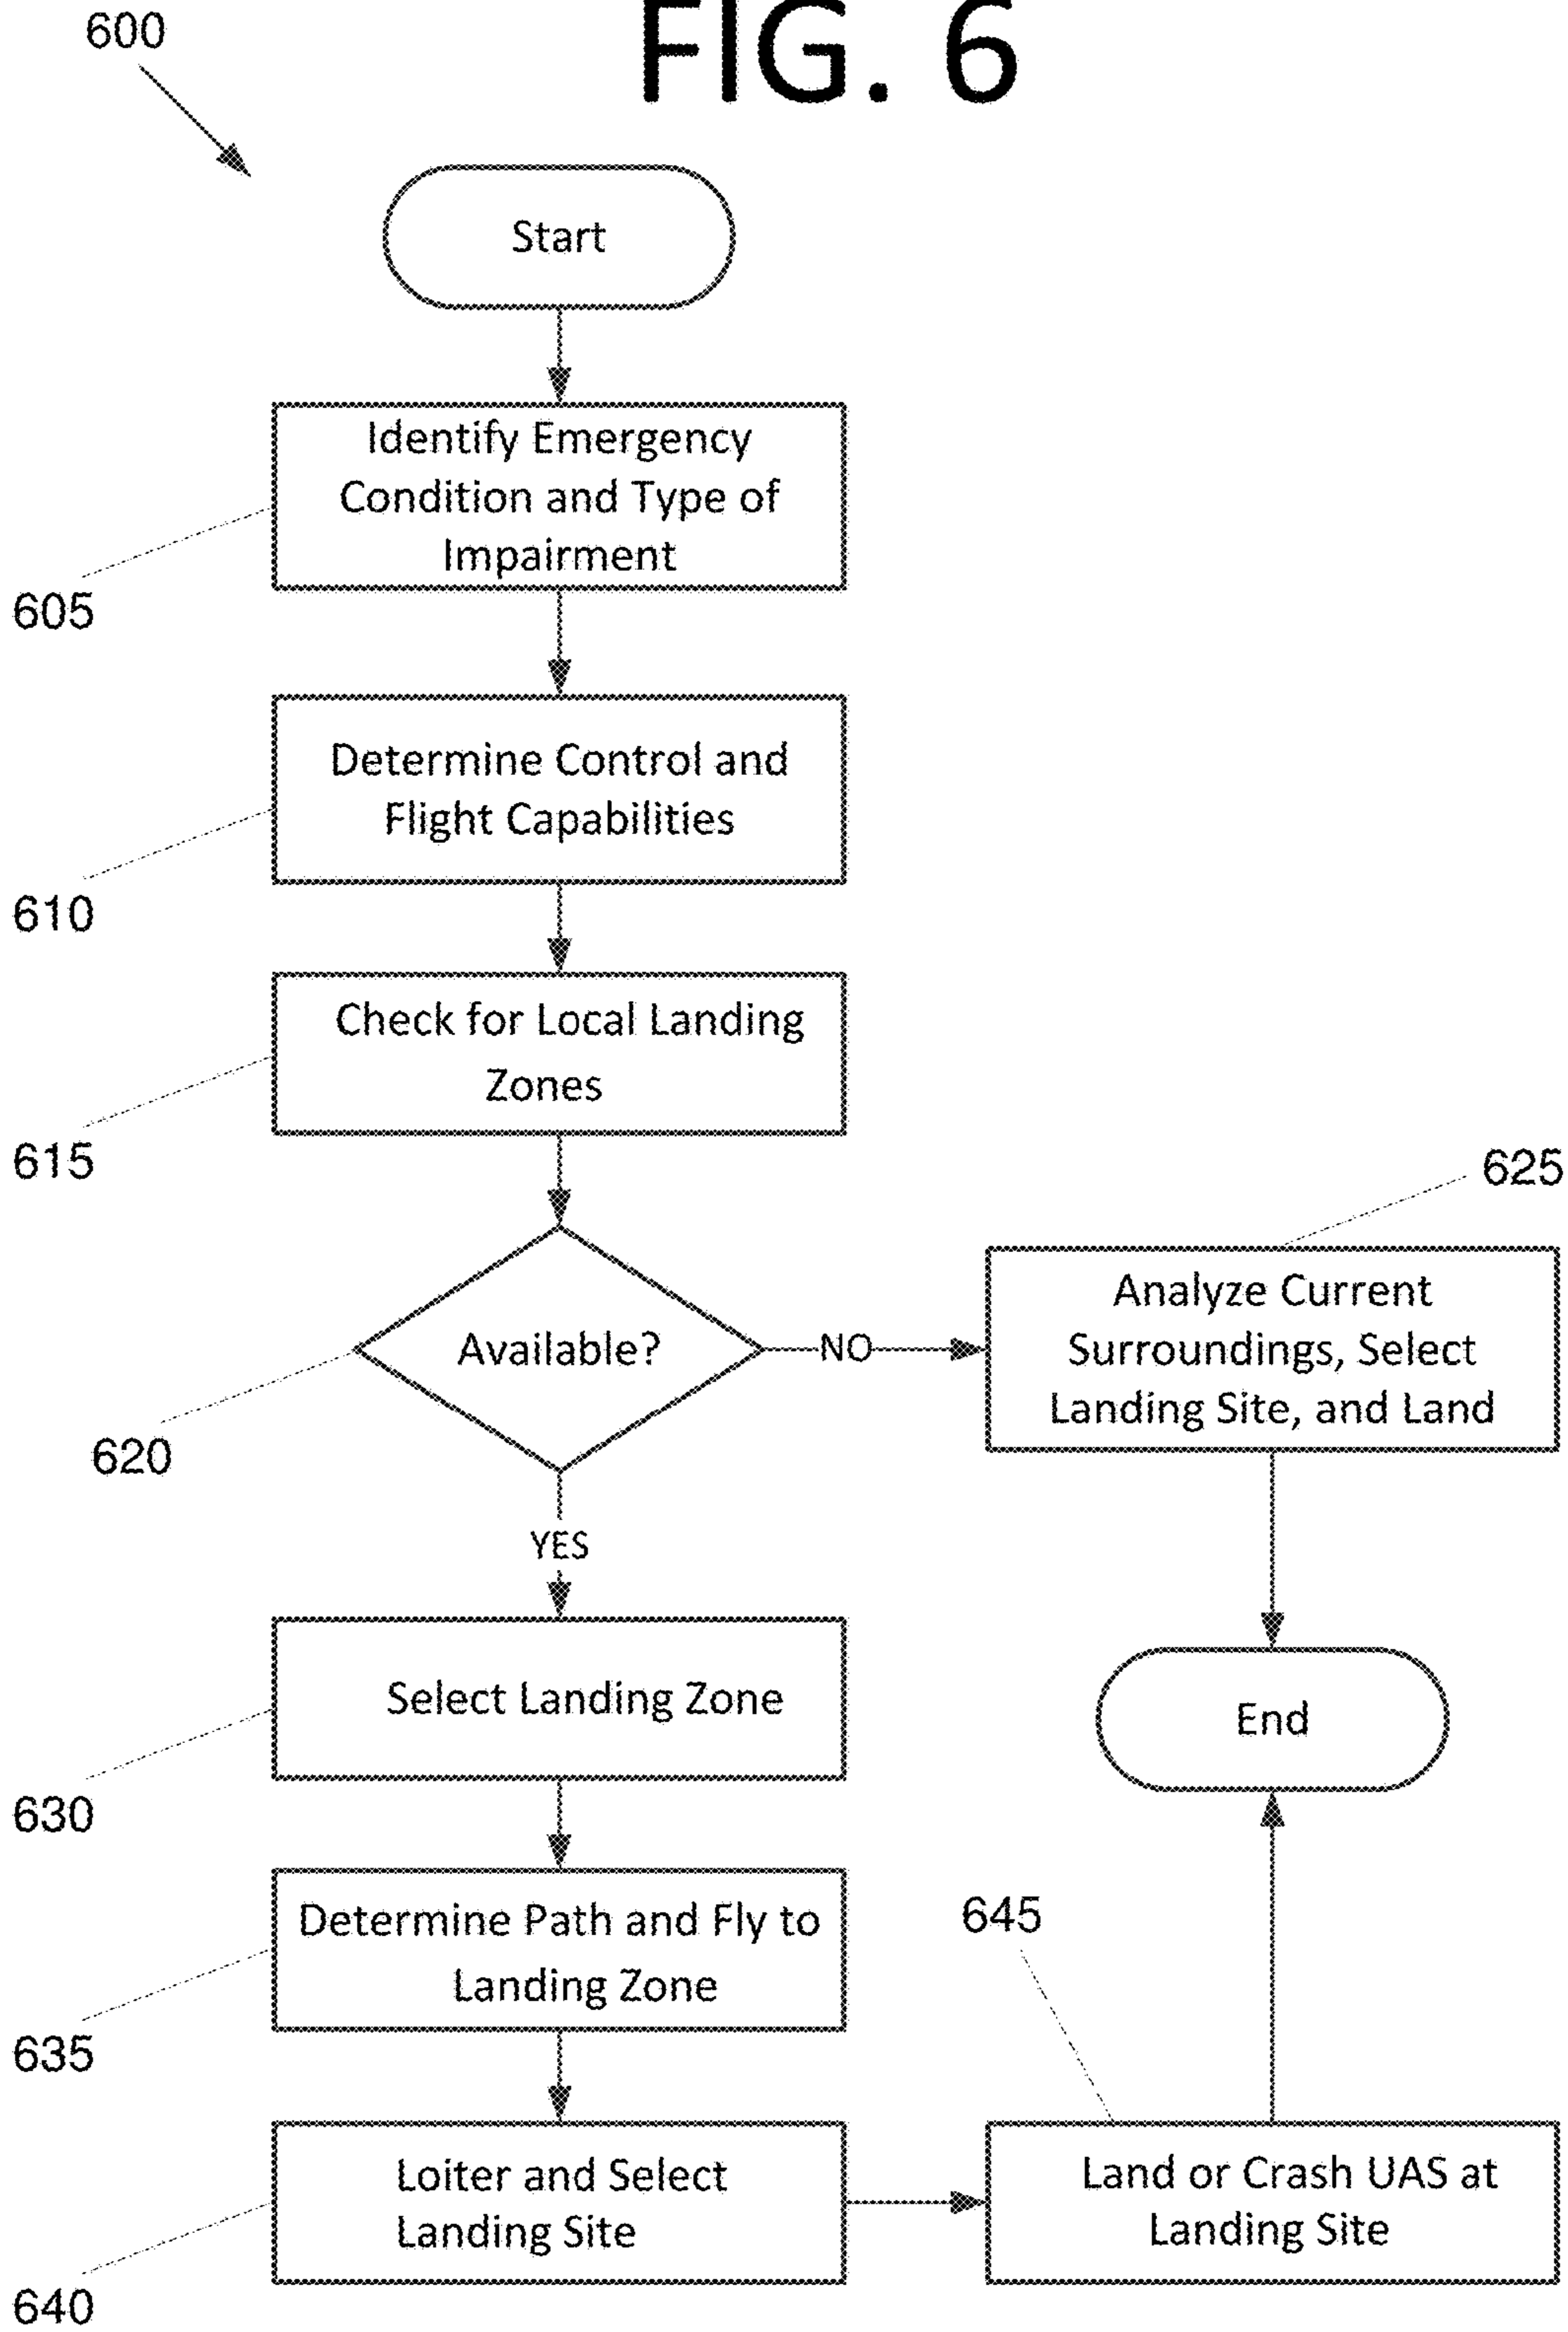 FIG. 6
600
Start
Identify Emergency
Condition and Type of
Impairment
605
Determine Control and
Flight Capabilities
610
Check for Local Landing
Zones
615
625
Analyze Current
Surroundings, Select
Landing Site, and Land
Available?
NO
620
YES
Select Landing Zone
End
630
Determine Path and Fly to
Landing Zone
645
635
Loiter and Select
Landing Site
Land or Crash UAS at
Landing Site
640